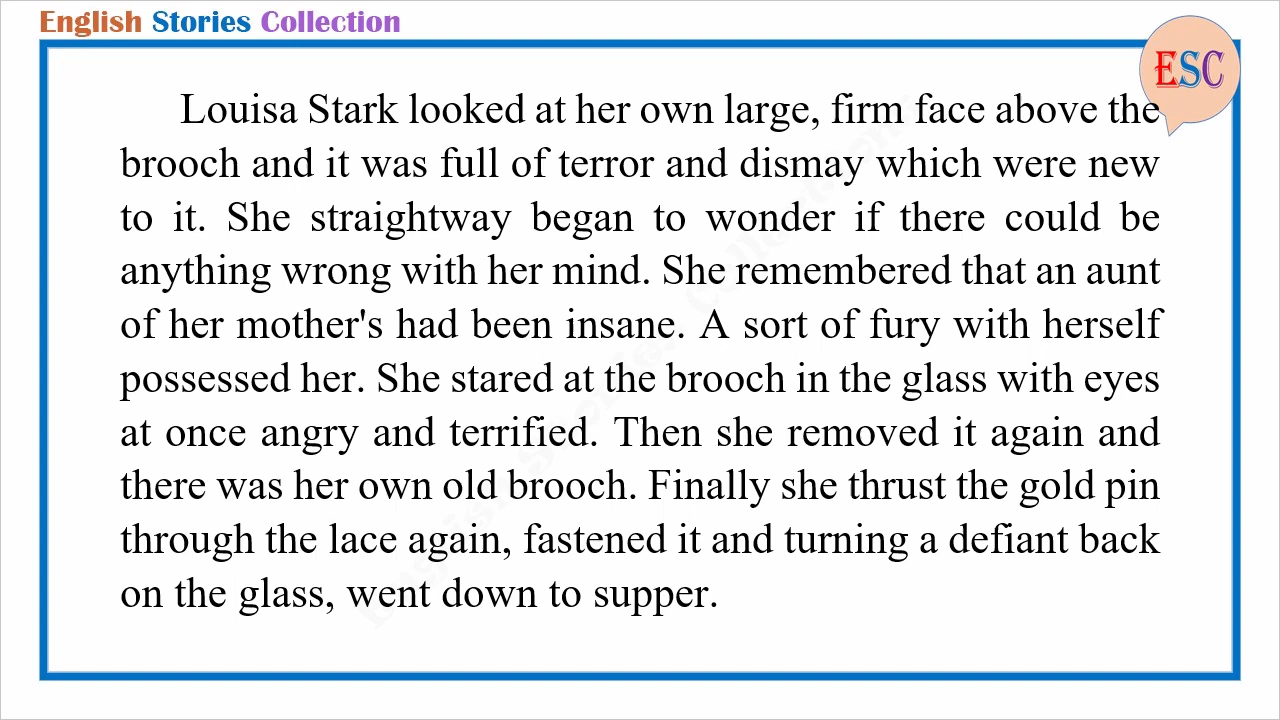 English Stories Collection
ESC
Louisa Stark looked at her own large, firm face above the
brooch and it was full of terror and dismay which were new
to it. She straightway began to wonder if there could be
anything wrong with her mind. She remembered that an aunt
of her mother's had been insane. A sort of fury with herself
possessed her. She stared at the brooch in the glass with eyes
at once angry and terrified. Then she removed it again and
there was her own old brooch. Finally she thrust the gold pin
through the lace again, fastened it and turning a defiant back
on the glass, went down to supper.
English Stories Collection